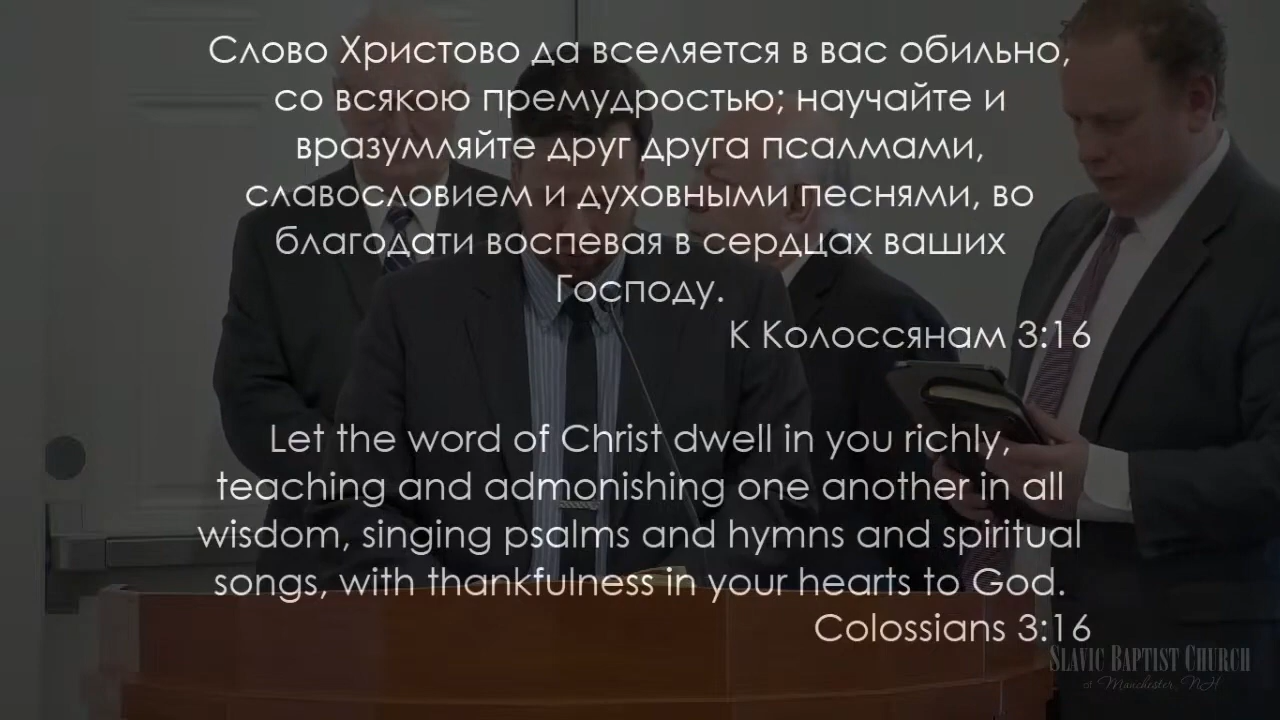 Слово Христово да вселяется в вас обильно,
со всякою премудростью; научайте и
вразумляйте друг друга псалмами,
славословием и духовными песнями, во
благодати воспевая в сердцах ваших
Господу.
К Колоссянам 3:16
Let the word of Christ dwell in you richly,
teaching and admonishing one another in all
wisdom, singing psalms and hymns and spiritual
songs, with thankfulness in your hearts to God.
Colossians 3:16
Slavic Baptist Church
at Manchester, NH